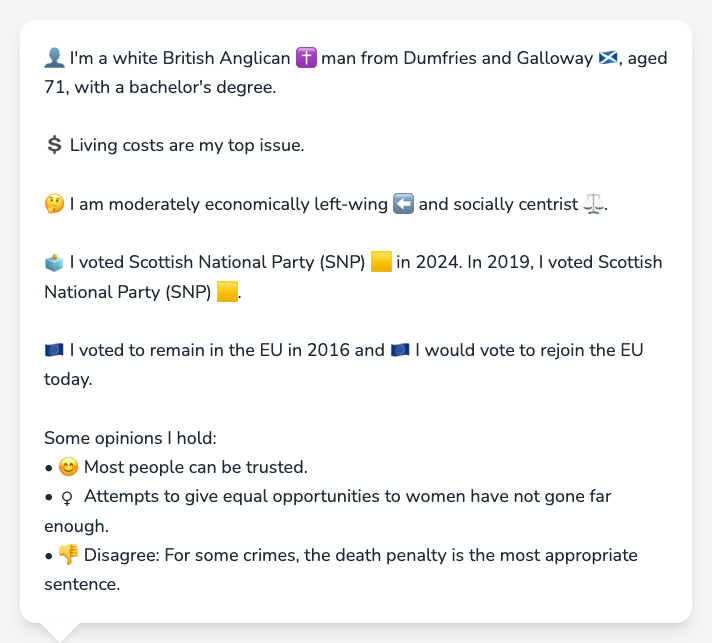 👤 I'm a white British Anglican ✝️ man from Dumfries and Galloway 🏴󠁧󠁢󠁳󠁣󠁴󠁿, aged
71, with a bachelor's degree.
💲 Living costs are my top issue.
🤔 I am moderately economically left-wing ⬅️ and socially centrist ⚖️.
🗳️ I voted Scottish National Party (SNP) 🟨 in 2024. In 2019, I voted Scottish
National Party (SNP) 🟨.
🇪🇺 I voted to remain in the EU in 2016 and 🇪🇺 I would vote to rejoin the EU
today.
Some opinions I hold:
• 😊 Most people can be trusted.
• ♀ Attempts to give equal opportunities to women have not gone far
enough.
• 👎 Disagree: For some crimes, the death penalty is the most appropriate
sentence.